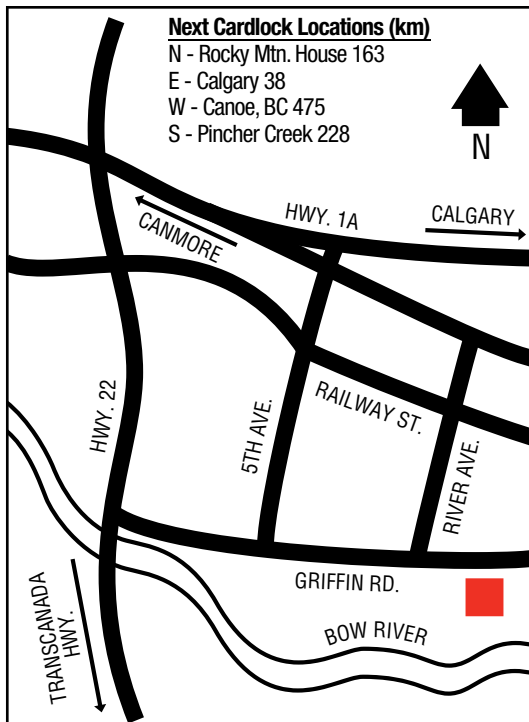 Next Cardlock Locations (km)
N - Rocky Mtn. House 163
E - Calgary 38
W - Canoe, BC 475
S - Pincher Creek 228
N
HWY. 1A
CALGARY
CANMORE
HWY. 22
5TH AVE.
RAILWAY ST.
RIVER AVE.
GRIFFIN RD.
BOW RIVER
TRANSCANADA
HWY.